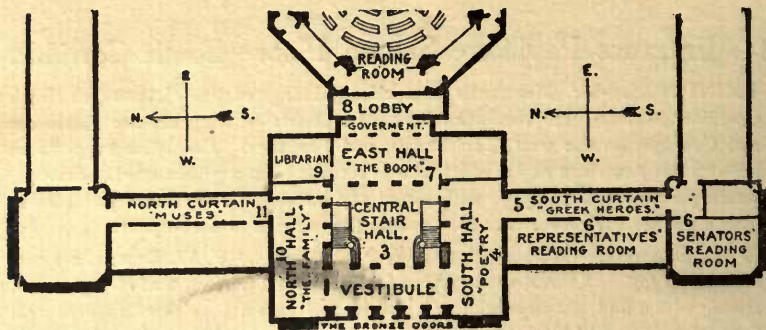 READING
ROOM
8 LOBBY
"GOVERMENT."
E
N. S.
W.
E.
N. S.
W.
LIBRARIAN
9
EAST HALL
"THE BOOK." 7
NORTH CURTAIN
"MUSES" 11
CENTRAL
STAIR
HALL.
3
NORTH HALL
"THE FAMILY"
10
SOUTH HALL
"POETRY"
4
5 SOUTH CURTAIN
"GREEK HEROES."
6
REPRESENTATIVES'
READING ROOM
6
SENATORS'
READING
ROOM
VESTIBULE
THE BRONZE DOORS